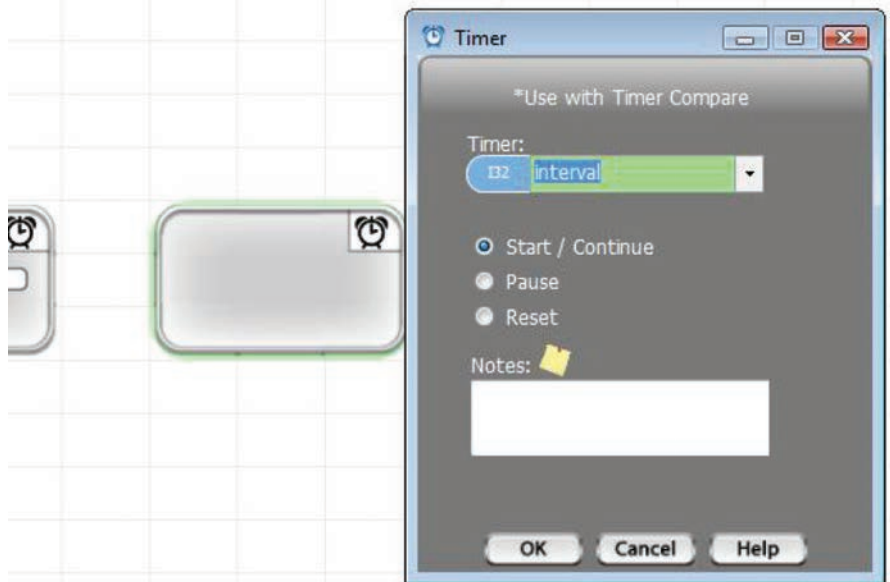 Timer
*Use with Timer Compare
Timer:
I32 interval
Start / Continue
Pause
Reset
Notes:
OK Cancel Help